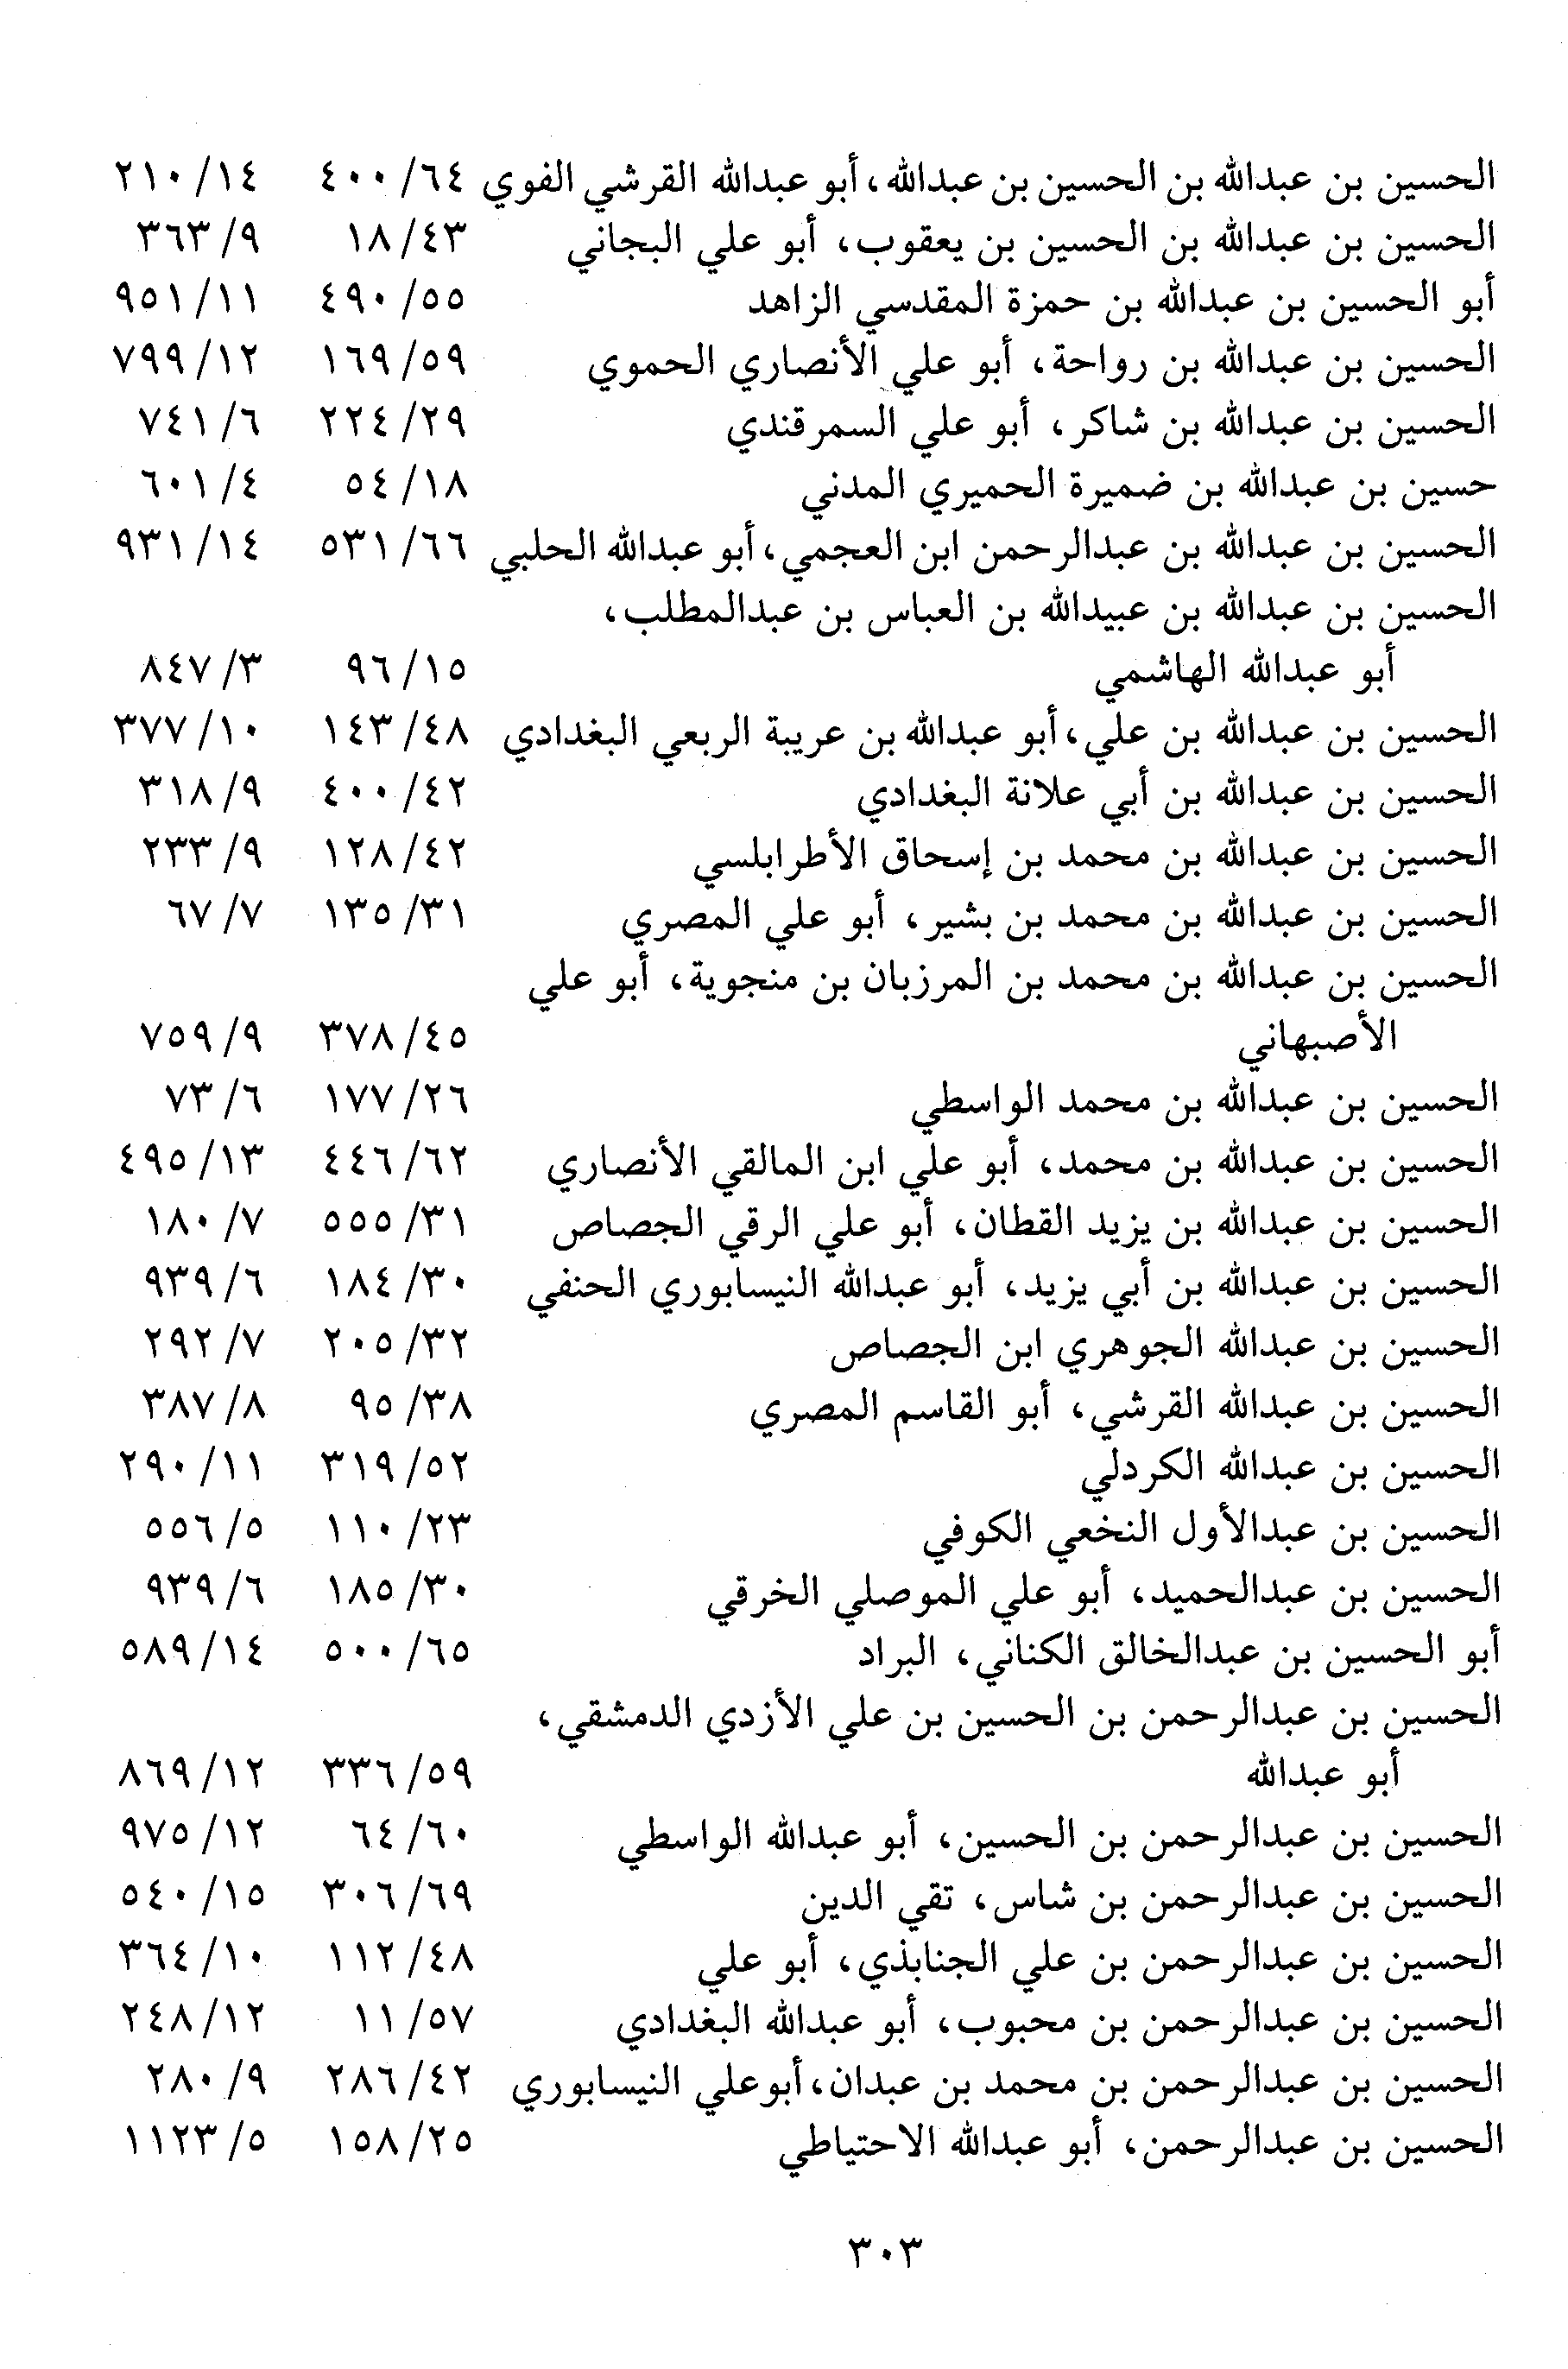 الحسين بن عبدالله بن الحسين بن عبدالله، أبو عبدالله القرشي الفوي ٦٤/ ٤٠٠ ١٤/ ٢١٠
الحسين بن عبدالله بن الحسين بن يعقوب، أبو علي البجاني ٤٣/ ١٨ ٩/ ٣٦٣
أبو الحسين بن عبدالله بن حمزة المقدسي الزاهد ٥٥/ ٤٩٠ ١١/ ٩٥١
الحسين بن عبدالله بن رواحة، أبو علي الأنصاري الحموي ٥٩/ ١٦٩ ١٢/ ٧٩٩
الحسين بن عبدالله بن شاكر، أبو علي السمرقندي ٢٩/ ٢٢٤ ٦/ ٧٤١
حسين بن عبدالله بن ضميرة الحميري المدني ١٨/ ٥٤ ٤/ ٦٠١
الحسين بن عبدالله بن عبدالرحمن ابن العجمي، أبو عبدالله الحلبي ٦٦/ ٥٣١ ١٤/ ٩٣١
الحسين بن عبدالله بن عبيدالله بن العباس بن عبدالمطلب،
أبو عبدالله الهاشمي ١٥/ ٩٦ ٣/ ٨٤٧
الحسين بن عبدالله بن علي، أبو عبدالله بن عريبة الربعي البغدادي ٤٨/ ١٤٣ ١٠/ ٣٧٧
الحسين بن عبدالله بن أبي علانة البغدادي ٤٢/ ٤٠٠ ٩/ ٣١٨
الحسين بن عبدالله بن محمد بن إسحاق الأطرابلسي ٤٢/ ١٢٨ ٩/ ٢٣٣
الحسين بن عبدالله بن محمد بن بشير، أبو علي المصري ٣١/ ١٣٥ ٧/ ٦٧
الحسين بن عبدالله بن محمد بن المرزبان بن منجوية، أبو علي
الأصبهاني ٤٥/ ٣٧٨ ٩/ ٧٥٩
الحسين بن عبدالله بن محمد الواسطي ٢٦/ ١٧٧ ٦/ ٧٣
الحسين بن عبدالله بن محمد، أبو علي ابن المالقي الأنصاري ٦٢/ ٤٤٦ ١٣/ ٤٩٥
الحسين بن عبدالله بن يزيد القطان، أبو علي الرقي الجصاص ٣١/ ٥٥٥ ٧/ ١٨٠
الحسين بن عبدالله بن أبي يزيد، أبو عبدالله النيسابوري الحنفي ٣٠/ ١٨٤ ٦/ ٩٣٩
الحسين بن عبدالله الجوهري ابن الجصاص ٣٢/ ٢٠٥ ٧/ ٢٩٢
الحسين بن عبدالله القرشي، أبو القاسم المصري ٣٨/ ٩٥ ٨/ ٣٨٧
الحسين بن عبدالله الكردلي ٥٢/ ٣١٩ ١١/ ٢٩٠
الحسين بن عبدالأول النخعي الكوفي ٢٣/ ١١٠ ٥/ ٥٥٦
الحسين بن عبدالحميد، أبو علي الموصلي الخرقي ٣٠/ ١٨٥ ٦/ ٩٣٩
أبو الحسين بن عبدالخالق الكناني، البراد ٦٥/ ٥٠٠ ١٤/ ٥٨٩
الحسين بن عبدالرحمن بن الحسين بن علي الأزدي الدمشقي،
أبو عبدالله ٥٩/ ٣٣٦ ١٢/ ٨٦٩
الحسين بن عبدالرحمن بن الحسين، أبو عبدالله الواسطي ٦٠/ ٦٤ ١٢/ ٩٧٥
الحسين بن عبدالرحمن بن شاس، تقي الدين ٦٩/ ٣٠٦ ١٥/ ٥٤٠
الحسين بن عبدالرحمن بن علي الجنابذي، أبو علي ٤٨/ ١١٢ ١٠/ ٣٦٤
الحسين بن عبدالرحمن بن محبوب، أبو عبدالله البغدادي ٥٧/ ١١ ١٢/ ٢٤٨
الحسين بن عبدالرحمن بن محمد بن عبدان، أبوعلي النيسابوري ٤٢/ ٢٨٦ ٩/ ٢٨٠
الحسين بن عبدالرحمن، أبو عبدالله الاحتياطي ٢٥/ ١٥٨ ٥/ ١١٢٣
٣٠٣